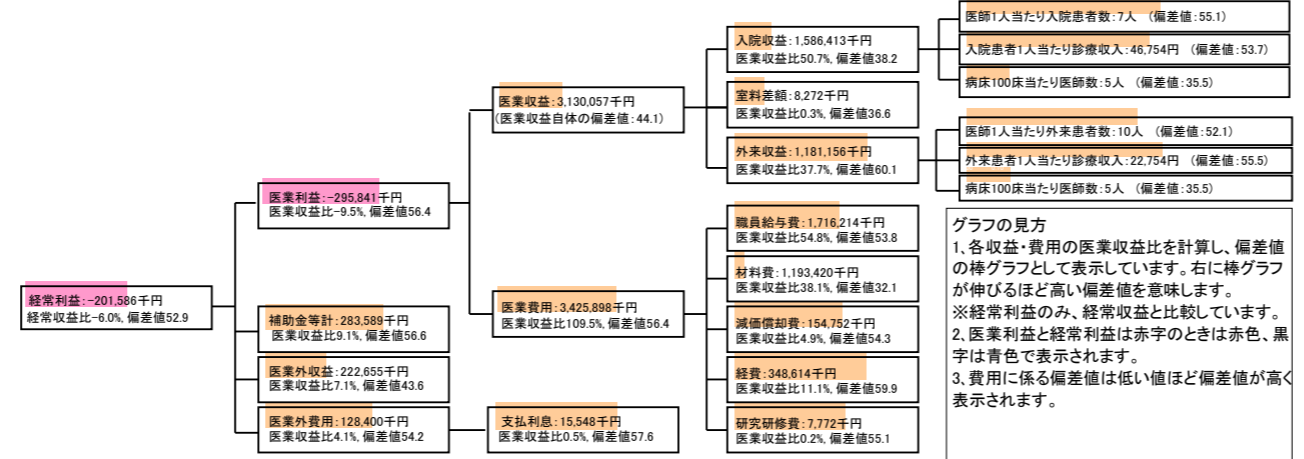 経常利益:-201,586千円
経常収支比-6.0%, 偏差値52.9
医業利益:-295,841千円
医業収益比-9.5%, 偏差値56.4
補助金等計:283,589千円
医業収益比9.1%, 偏差値56.6
医業外収益:222,655千円
医業収益比7.1%, 偏差値43.6
医業外費用:128,400千円
医業収益比4.1%, 偏差値54.2
支払利息:15,548千円
医業収益比0.5%, 偏差値57.6
医業収益:3,130,057千円
(医業収益自体の偏差値:44.1)
医業費用:3,425,898千円
医業収益比109.5%, 偏差値56.4
入院収益:1,586,413千円
医業収益比50.7%, 偏差値38.2
室料差額:8,272千円
医業収益比0.3%, 偏差値36.6
外来収益:1,181,156千円
医業収益比37.7%, 偏差値60.1
職員給与費:1,716,214千円
医業収益比54.8%, 偏差値53.8
材料費:1,193,420千円
医業収益比38.1%, 偏差値32.1
減価償却費:154,752千円
医業収益比4.9%, 偏差値54.3
経費:348,614千円
医業収益比11.1%, 偏差値59.9
研究研修費:7,772千円
医業収益比0.2%, 偏差値55.1
医師1人当たり入院患者数:7人 (偏差値:55.1)
入院患者1人当たり診療収入:46,754円 (偏差値:53.7)
病床100床当たり医師数:5人 (偏差値:35.5)
医師1人当たり外来患者数:10人 (偏差値:52.1)
外来患者1人当たり診療収入:22,754円 (偏差値:55.5)
病床100床当たり医師数:5人 (偏差値:35.5)
グラフの見方
1、各収益・費用の医業収益比を計算し、偏差値
の棒グラフとして表示しています。右に棒グラフ
が伸びるほど高い偏差値を意味します。
※経常利益のみ、経常収益と比較しています。
2、医業利益と経常利益は赤字のときは赤色、黒
字は青色で表示されます。
3、費用に係る偏差値は低い値ほど偏差値が高く
表示されます。